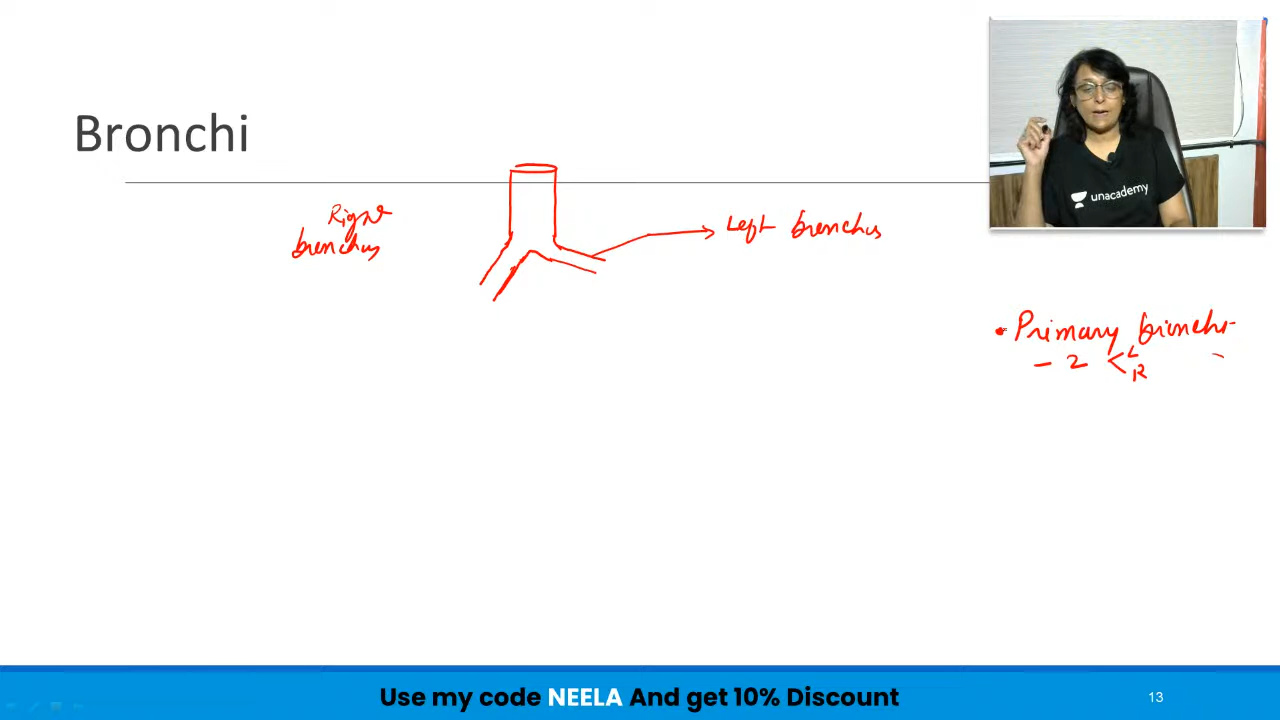 Bronchi
unacademy
Right
bronchus
Left bronchus
• Primary bronchi
- 2 < L
R
Use my code NEELA And get 10% Discount
13